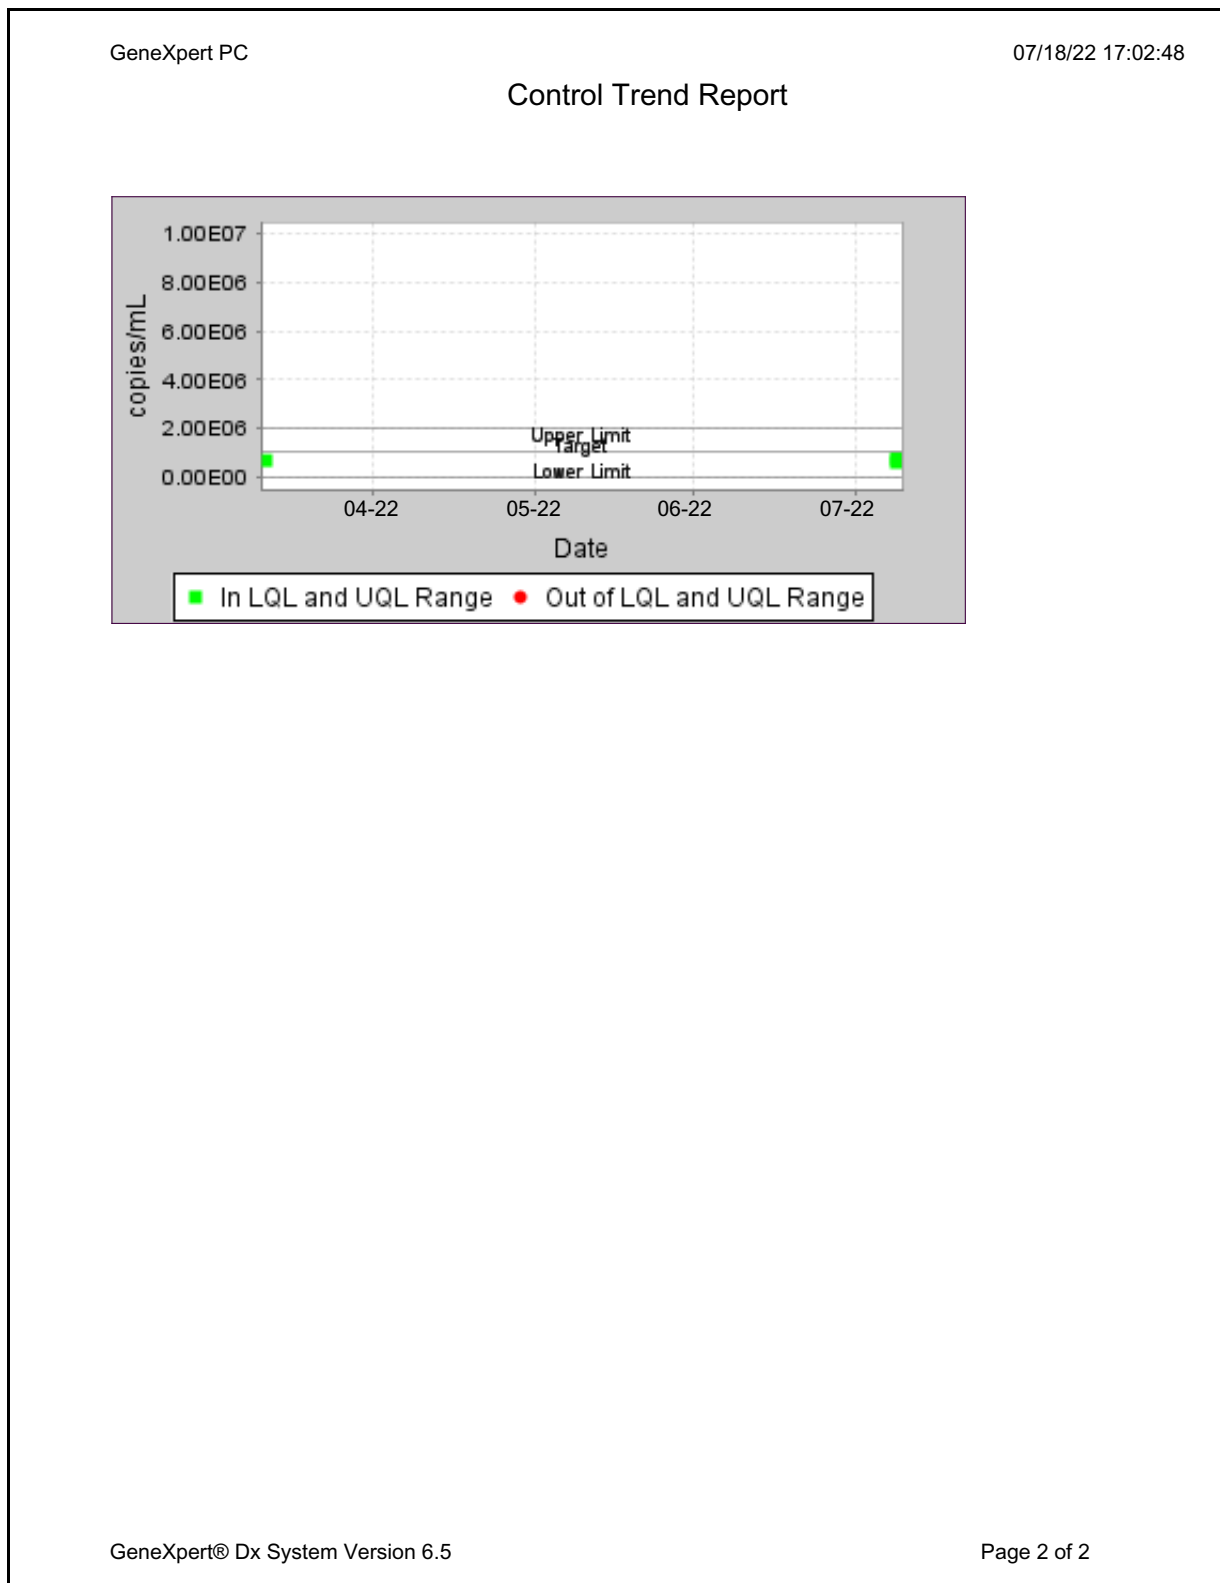 GeneXpert PC 07/18/22 17:02:48
Control Trend Report
1.00E07
8.00E06
6.00E06
4.00E06
2.00E06
0.00E00
copies/mL
Upper Limit
Target
Lower Limit
04-22 05-22 06-22 07-22
Date
In LQL and UQL Range Out of LQL and UQL Range
GeneXpert® Dx System Version 6.5 Page 2 of 2